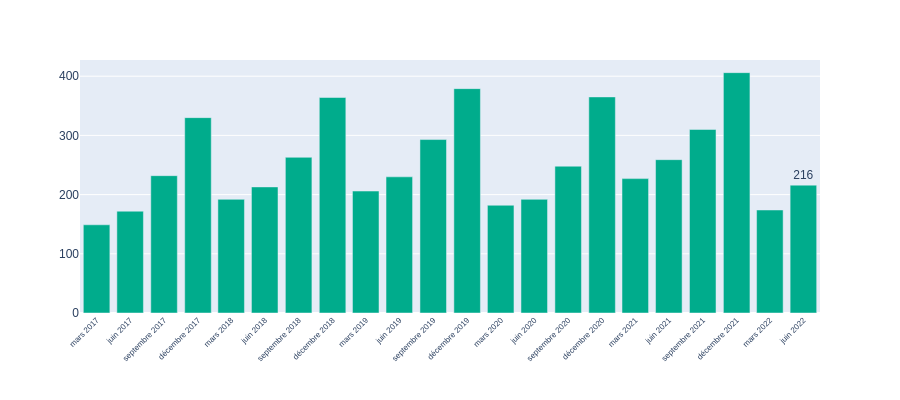 400
300
200
100
0
216
mars 2017
juin 2017
septembre 2017
décembre 2017
mars 2018
juin 2018
septembre 2018
décembre 2018
mars 2019
juin 2019
septembre 2019
décembre 2019
mars 2020
juin 2020
septembre 2020
décembre 2020
mars 2021
juin 2021
septembre 2021
décembre 2021
mars 2022
juin 2022